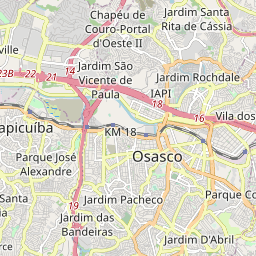 Chapéu de
Couro-Portal
d'Oeste II
Jardim Santa
Rita de Cássia
ville
23B
22
21
14
Jardim São
Vicente de
Paula
Jardim Rochdale
IAPI
18
16
Vila dos
apicuíba
KM 18
Osasco
Parque José
Alexandre
Parque Co
19
Jardim Pacheco
Jardim das
Bandeiras
Jardim D'Abril